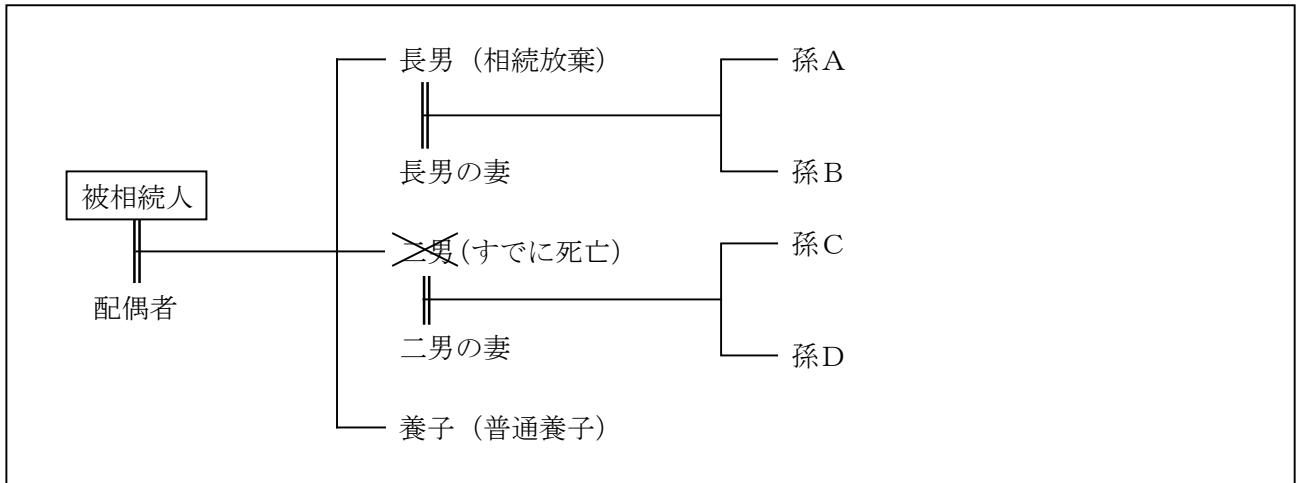 長男（相続放棄）
孫Ａ
長男の妻
孫Ｂ
被相続人
二男(すでに死亡)
孫Ｃ
配偶者
二男の妻
孫Ｄ
養子（普通養子）